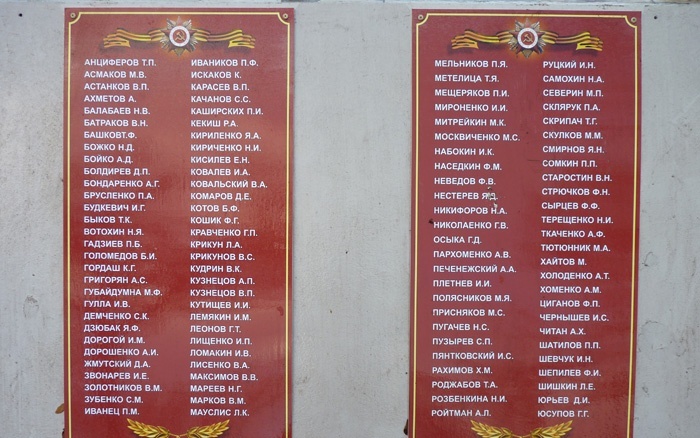 АНЦИФЕРОВ Т.П.
АСМАКОВ М.В.
АСТАНКОВ В.П.
АХМЕТОВ А.
БАЛАБАЕВ Н.В.
БАТРАКОВ В.Н.
БАШКОВТ.Ф.
БОЖКО Н.Д.
БОЙКО А.Д.
БОЛДИРЕВ Д.П.
БОНДАРЕНКО А.Г.
БРУСЛЕНКО П.А.
БУДКЕВИЧ И.Г.
БЫКОВ Т.К.
ВОТОХИН Н.Я.
ГАДЗИЕВ П.Б.
ГОЛОМЕДОВ Б.И.
ГОРДАШ К.Г.
ГРИГОРЯН А.С.
ГУБАЙДУМНА М.Ф.
ГУЛЛА И.В.
ДЕМЧЕНКО С.К.
ДЗЮБАК Я.Ф.
ДОРОГОЙ И.М.
ДОРОШЕНКО А.И.
ЖМУТСКИЙ Д.А.
ЗВОНАРЕВ И.Е.
ЗОЛОТНИКОВ В.М.
ЗУБЕНКО С.М.
ИВАНЕЦ П.М.
ИВАНИКОВ П.Ф.
ИСКАКОВ К.
КАРАСЕВ В.П.
КАЧАНОВ С.С.
КАШИРСКИХ П.И.
КЕКИШ Р.А.
КИРИЛЕНКО Я.А.
КИРИЧЕНКО Н.И.
КИСИЛЕВ Е.Н.
КОВАЛЕВ И.А.
КОВАЛЬСКИЙ В.А.
КОМАРОВ Д.Е.
КОТОВ Б.Ф.
КОШИК Ф.Г.
КРАВЧЕНКО Г.П.
КРИКУН Л.А.
КРИКУНОВ В.С.
КУДРИН В.К.
КУЗНЕЦОВ А.П.
КУЗНЕЦОВ В.П.
КУТИЩЕВ И.И.
ЛЕМЯКИН И.М.
ЛЕОНОВ Г.Т.
ЛИЩЕНКО И.П.
ЛОМАКИН И.В.
ЛИСЕНКО В.А.
МАКСИМОВ В.В.
МАРЕЕВ Н.Г.
МАРКОВ В.М.
МАУСЛИС Л.К.
МЕЛЬНИКОВ П.Я.
МЕТЕЛИЦА Т.Я.
МЕЩЕРЯКОВ П.И.
МИРОНЕНКО И.И.
МИТРЕЙКИН М.К.
МОСКВИЧЕНКО М.С.
НАБОКИН И.К.
НАСЕДКИН Ф.М.
НЕВЕДОВ Ф.В.
НЕСТЕРЕВ Я.Д.
НИКИФОРОВ Н.А.
НИКОЛАЕНКО Г.В.
ОСЫКА Г.Д.
ПАРХОМЕНКО А.В.
ПЕЧЕНЕЖСКИЙ А.А.
ПЛЕТНЕВ И.И.
ПОЛЯСНИКОВ М.Я.
ПРИСНЯКОВ М.С.
ПУГАЧЕВ Н.С.
ПУЗЫРЕВ С.П.
ПЯНТКОВСКИЙ И.С.
РАХИМОВ Х.М.
РОДЖАБОВ Т.А.
РОЗБЕНКИНА Н.И.
РОЙТМАН А.Л.
РУЦКИЙ И.Н.
САМОХИН Н.А.
СЕВЕРИН М.П.
СКЛЯРУК П.А.
СКРИПАЧ Т.Г.
СКУЛКОВ М.М.
СМИРНОВ Я.Н.
СОМКИН П.П.
СТАРОСТИН В.Н.
СТРЮЧКОВ Ф.Н.
СЫРЦЕВ Ф.Ф.
ТЕРЕЩЕНКО Н.И.
ТКАЧЕНКО А.Ф.
ТЮТЮННИК М.А.
ХАЙТОВ М.
ХОЛОДЕНКО А.Т.
ХОМЕНКО А.М.
ЦИГАНОВ Ф.П.
ЧЕРНЫШЕВ И.С.
ЧИТАН А.Х.
ШАТИЛОВ П.П.
ШЕВЧУК И.Н.
ШЕПИЛЕВ Ф.И.
ШИШКИН Л.Е.
ЮРЬЕВ Д.И.
ЮСУПОВ Г.Г.